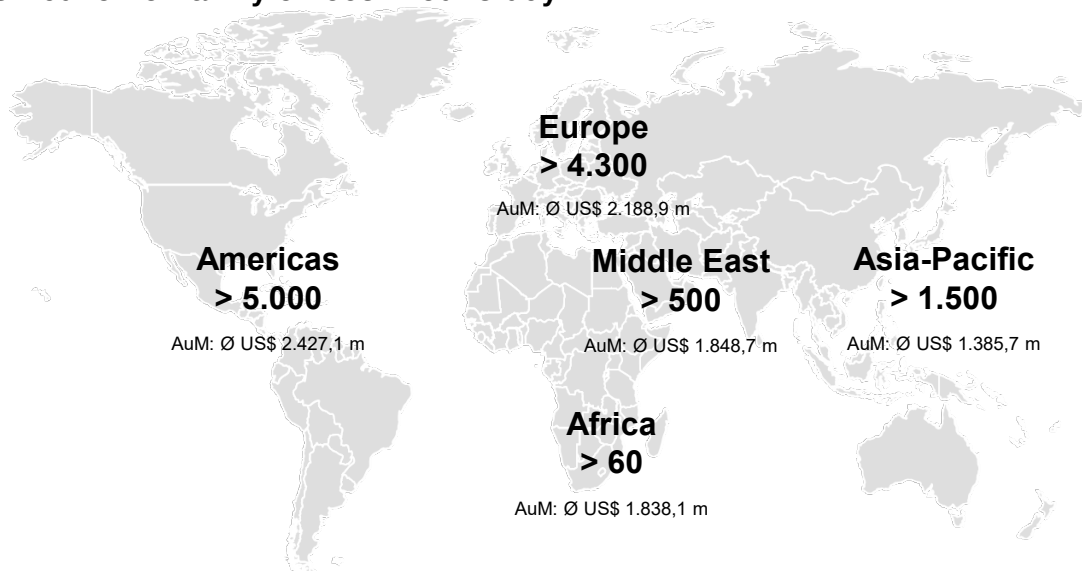 Europe
> 4.300
AuM: Ø US$ 2.188,9 m
Americas
> 5.000
AuM: Ø US$ 2.427,1 m
Middle East
> 500
AuM: Ø US$ 1.848,7 m
Asia-Pacific
> 1.500
AuM: Ø US$ 1.385,7 m
Africa
> 60
AuM: Ø US$ 1.838,1 m